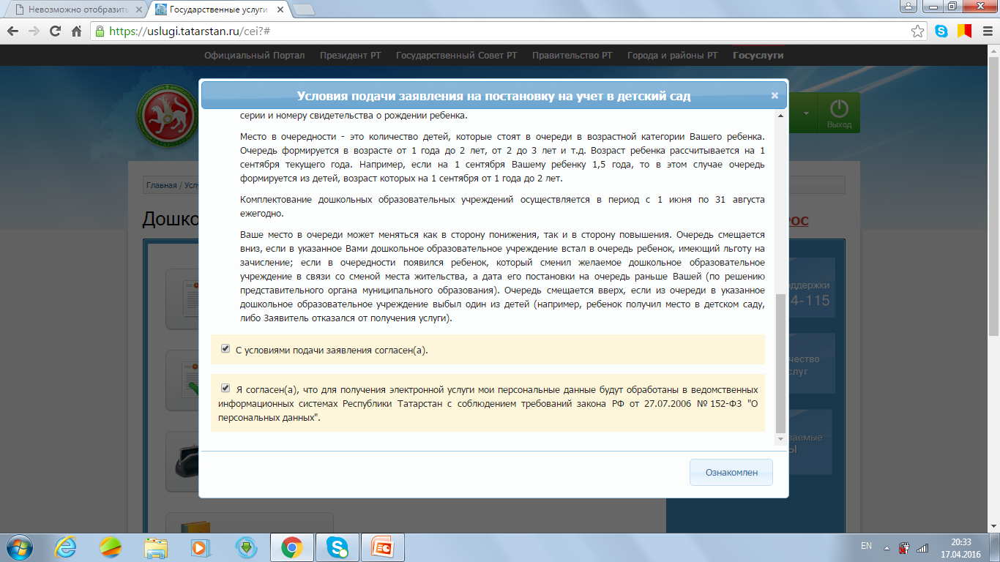 Невозможно отобразить
Государственные услуги
https://uslugi.tatarstan.ru/cei?#
Официальный Портал Президент РТ Государственный Совет РТ Правительство РТ Города и районы РТ Госуслуги
Условия подачи заявления на постановку на учет в детский сад
Выход
серии и номеру свидетельства о рождении ребенка.
Место в очередности - это количество детей, которые стоят в очереди в возрастной категории Вашего ребенка.
Очередь формируется в возрасте от 1 года до 2 лет, от 2 до 3 лет и т.д. Возраст ребенка рассчитывается на 1
сентября текущего года. Например, если на 1 сентября Вашему ребенку 1,5 года, то в этом случае очередь
формируется из детей, возраст которых на 1 сентября от 1 года до 2 лет.
Главная / Услу
Комплектование дошкольных образовательных учреждений осуществляется в период с 1 июня по 31 августа
ежегодно.
Дошко
РОС
Ваше место в очереди может меняться как в сторону понижения, так и в сторону повышения. Очередь смещается
вниз, если в указанное Вами дошкольное образовательное учреждение встал в очередь ребенок, имеющий льготу на
зачисление; если в очередности появился ребенок, который сменил желаемое дошкольное образовательное
учреждение в связи со сменой места жительства, а дата его постановки на очередь раньше Вашей (по решению
представительного органа муниципального образования). Очередь смещается вверх, если из очереди в указанное
дошкольное образовательное учреждение выбыл один из детей (например, ребенок получил место в детском саду,
либо Заявитель отказался от получения услуги).
оддержки
4-115
С условиями подачи заявления согласен(а).
чество
слуг
Я согласен(а), что для получения электронной услуги мои персональные данные будут обработаны в ведомственных
информационных системах Республики Татарстан с соблюдением требований закона РФ от 27.07.2006 №152-ФЗ "О
персональных данных".
ваемые
Ы
Ознакомлен
EN
20:33
17.04.2016